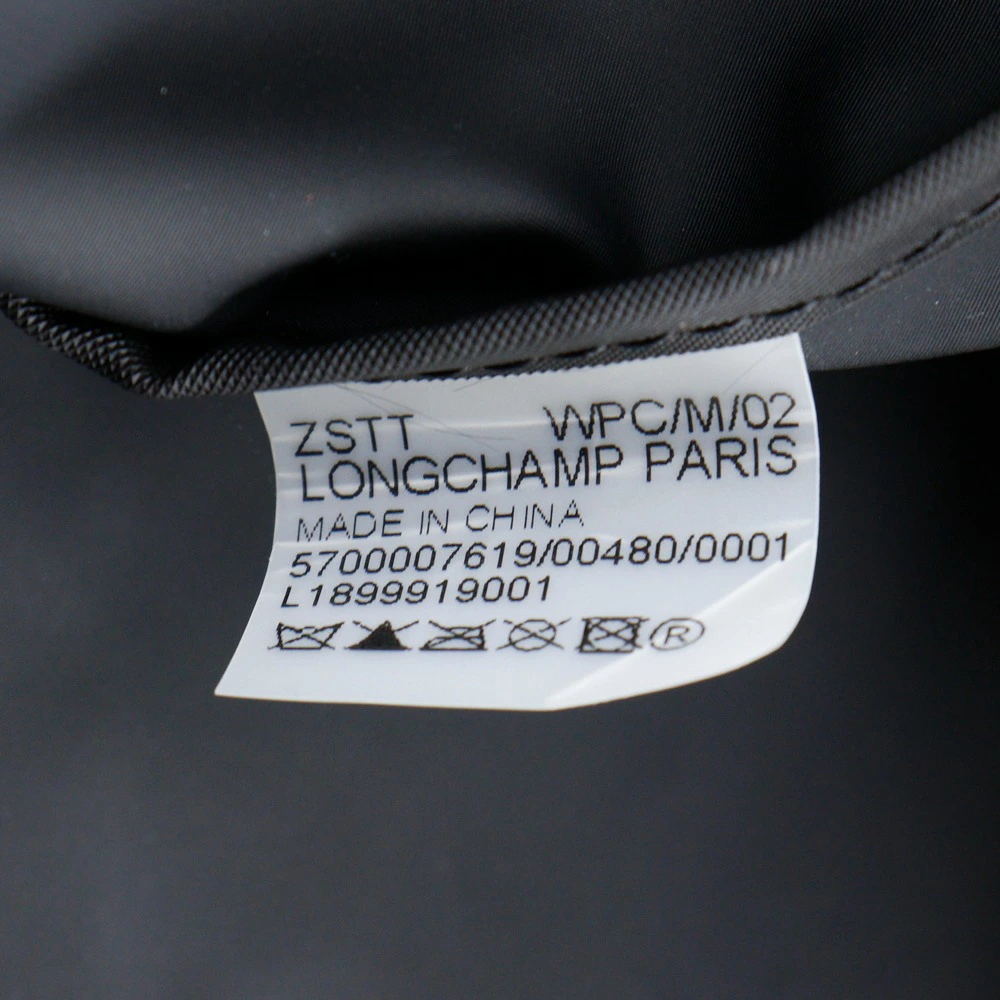 ZSTT WPC/M/02
LONGCHAMP PARIS
MADE IN CHINA
5700007619/00480/0001
L1899919001
®